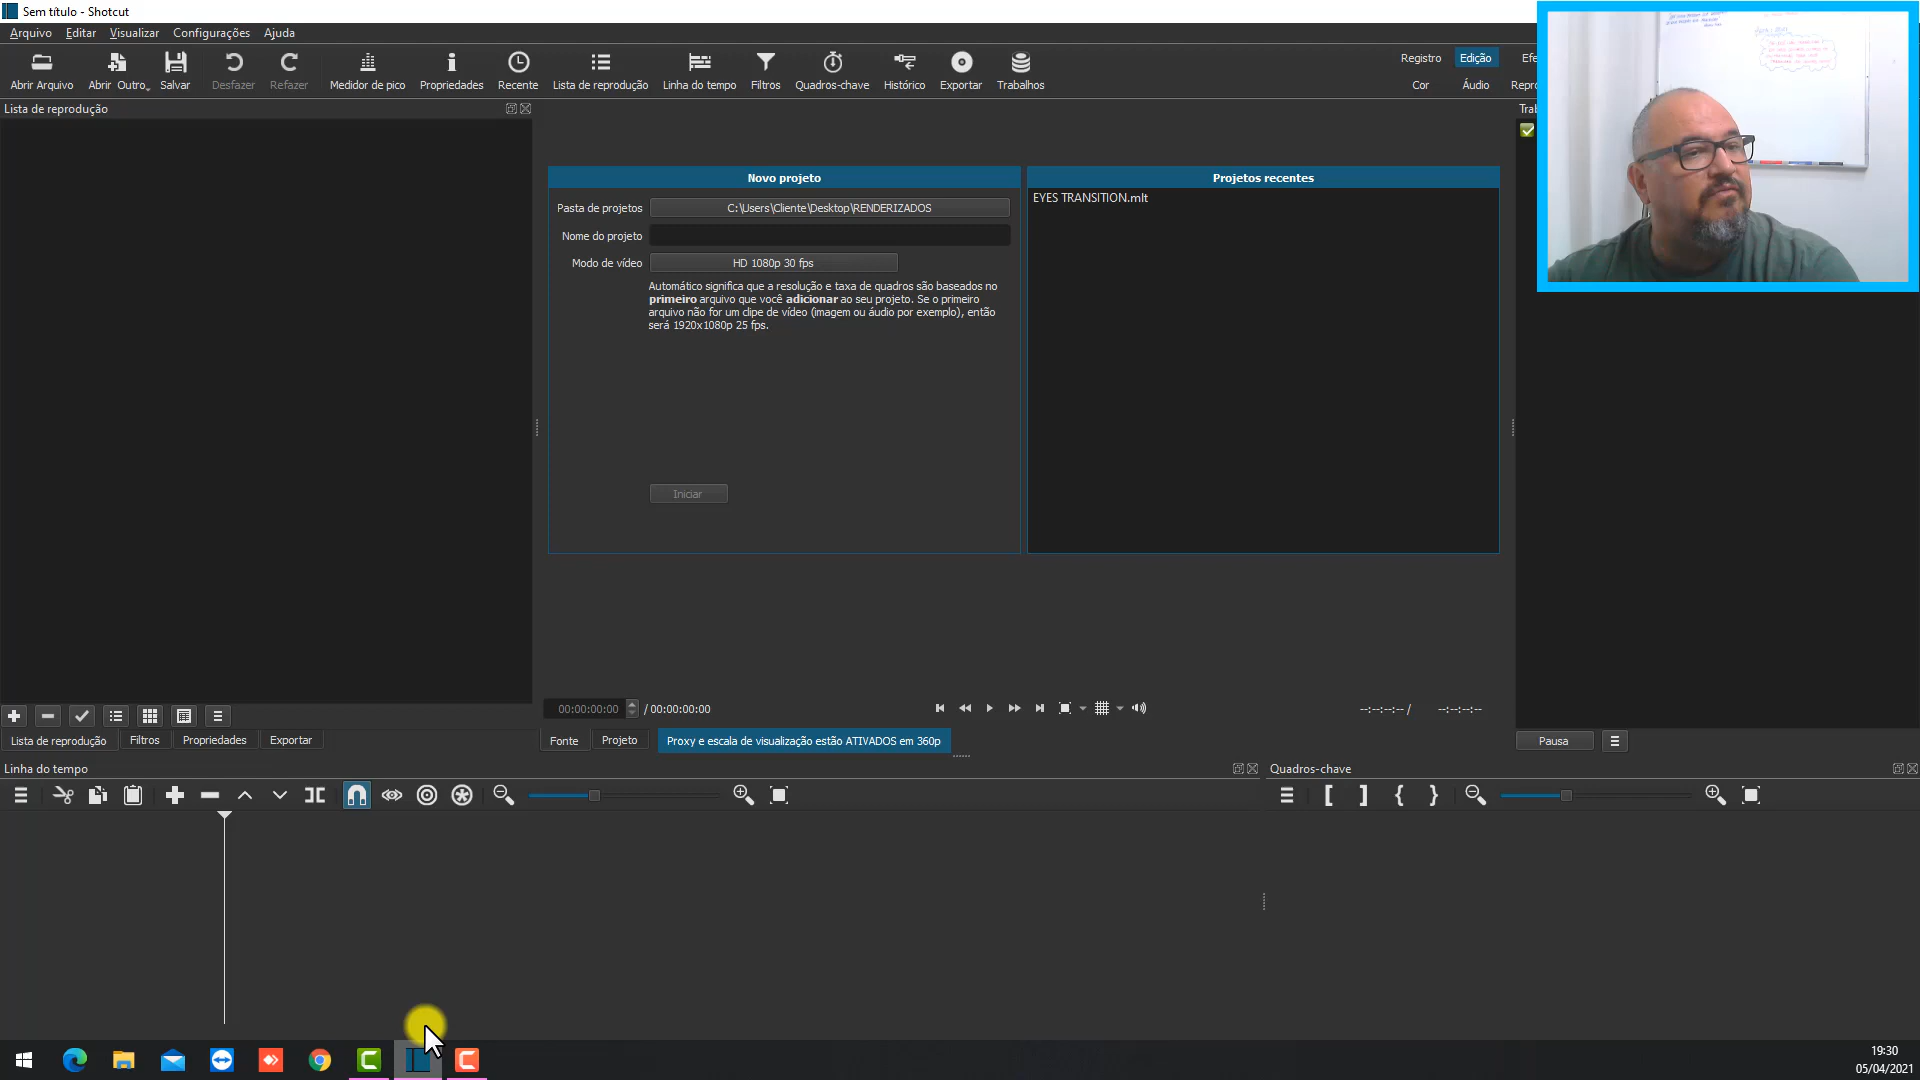 Sem título - Shotcut
Arquivo Editar Visualizar Configurações Ajuda
Abrir Arquivo Abrir Outro Salvar Desfazer Refazer Medidor de pico Propriedades Recente Lista de reprodução Linha do tempo Filtros Quadros-chave Histórico Exportar Trabalhos
Registro Edição Efe
Cor Áudio Repro
Lista de reprodução
Trab
Novo projeto
Pasta de projetos C:\Users\Cliente\Desktop\RENDERIZADOS
Nome do projeto
Modo de vídeo HD 1080p 30 fps
Automático significa que a resolução e taxa de quadros são baseados no
primeiro arquivo que você adicionar ao seu projeto. Se o primeiro
arquivo não for um clipe de vídeo (imagem ou áudio por exemplo), então
será 1920x1080p 25 fps.
Iniciar
Projetos recentes
EYES TRANSITION.mlt
00:00:00:00 / 00:00:00:00
--:--:--:-- / --:--:--:--
Lista de reprodução Filtros Propriedades Exportar
Fonte Projeto Proxy e escala de visualização estão ATIVADOS em 360p
Pausa
Linha do tempo
Quadros-chave
19:30
05/04/2021